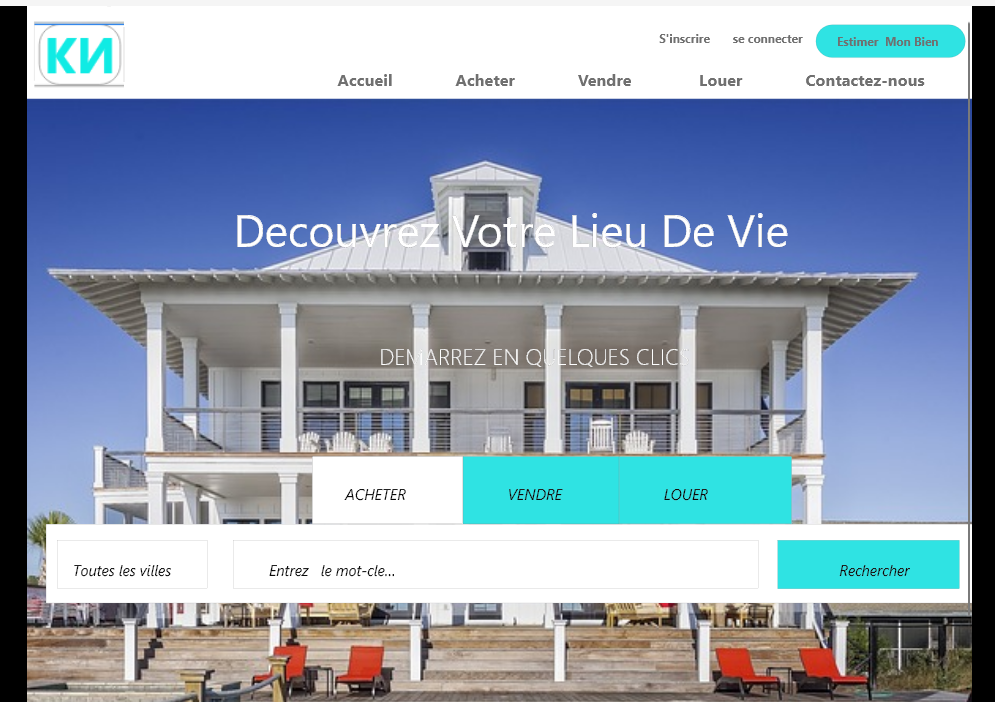 KИ
S'inscrire se connecter Estimer Mon Bien
Accueil Acheter Vendre Louer Contactez-nous
Decouvrez Votre Lieu De Vie
DEMARREZ EN QUELQUES CLICS
ACHETER VENDRE LOUER
Toutes les villes Entrez le mot-cle... Rechercher